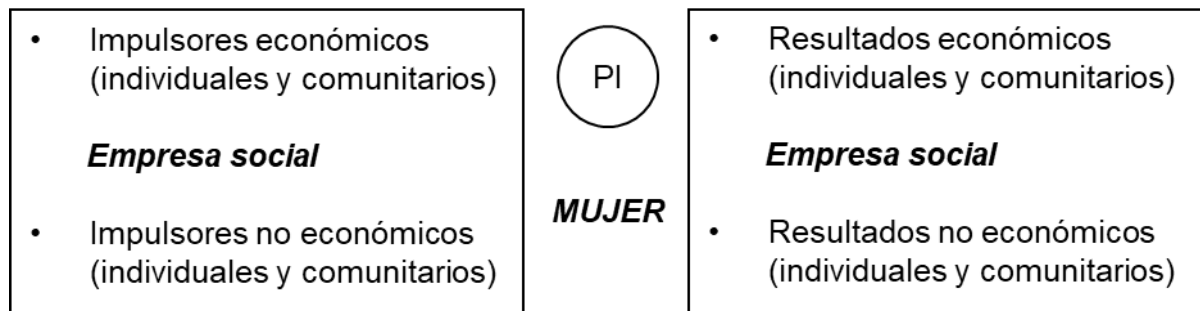 • Impulsores económicos
(individuales y comunitarios)
Empresa social
• Impulsores no económicos
(individuales y comunitarios)
PI
MUJER
• Resultados económicos
(individuales y comunitarios)
Empresa social
• Resultados no económicos
(individuales y comunitarios)